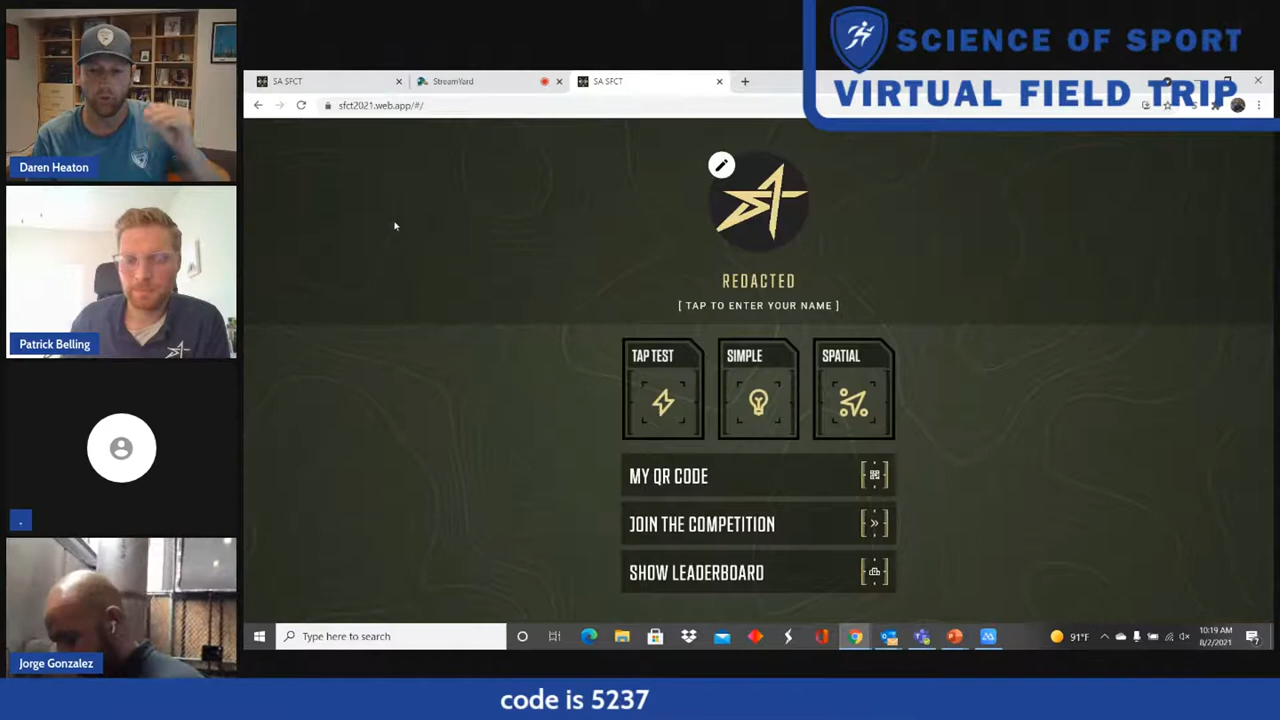 SCIENCE OF SPORT
VIRTUAL FIELD TRIP
SA SFCT
StreamYard
SA SFCT
sfct2021.web.app/#/
Daren Heaton
Patrick Belling
.
Jorge Gonzalez
REDACTED
[ TAP TO ENTER YOUR NAME ]
TAP TEST
SIMPLE
SPATIAL
MY QR CODE
JOIN THE COMPETITION
SHOW LEADERBOARD
Type here to search
91°F
10:19 AM
8/2/2021
code is 5237